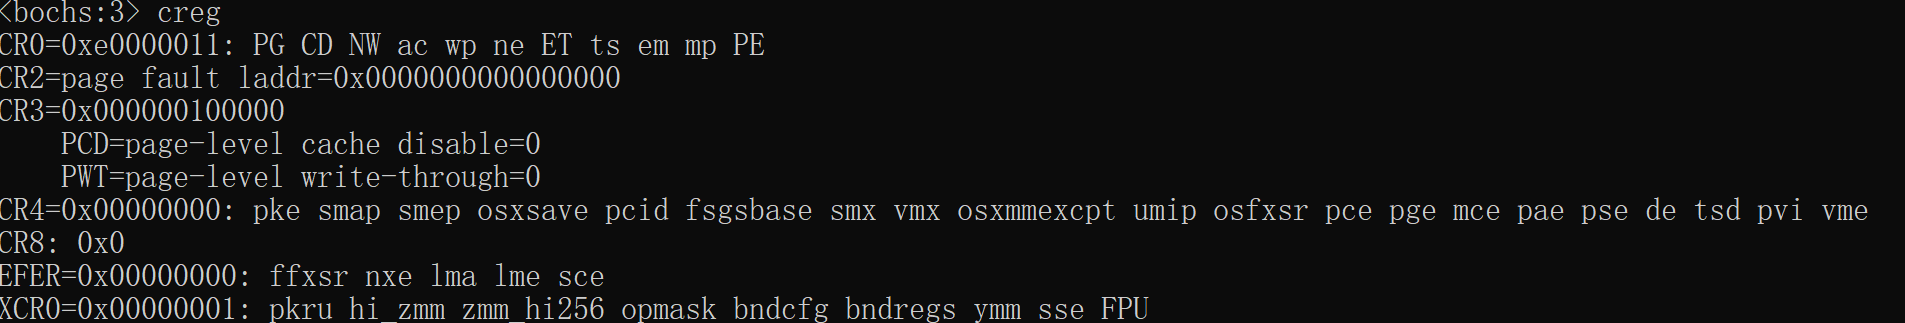 <bochs:3> creg
CR0=0xe0000011: PG CD NW ac wp ne ET ts em mp PE
CR2=page fault laddr=0x0000000000000000
CR3=0x000000100000
    PCD=page-level cache disable=0
    PWT=page-level write-through=0
CR4=0x00000000: pke smap smep osxsave pcid fsgsbase smx vmx osxmmexcpt umip osfxsr pce pge mce pae pse de tsd pvi vme
CR8: 0x0
EFER=0x00000000: ffxsr nxe lma lme sce
XCR0=0x00000001: pkru hi_zmm zmm_hi256 opmask bndcfg bndregs ymm sse FPU